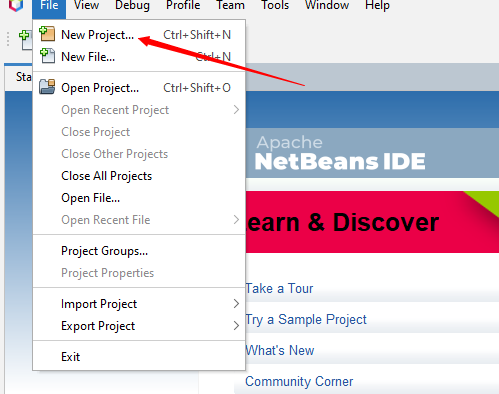 File View Debug Profile Team Tools Window
New Project... Ctrl+Shift+N
New File... Ctrl+N
Sta
Open Project... Ctrl+Shift+O
Open Recent Project
Close Project
Close Other Projects
Close All Projects
Open File...
Open Recent File
Project Groups...
Project Properties
Import Project
Export Project
Exit
Apache
NetBeans IDE
earn & Discover
Take a Tour
Try a Sample Project
What's New
Community Corner